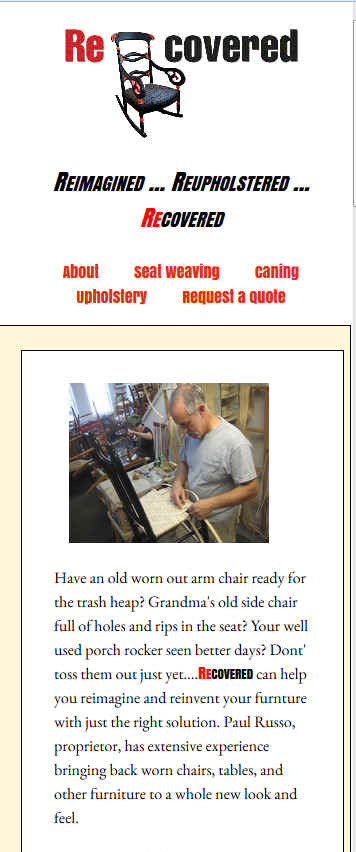 Re covered
Reimagined ... Reupholstered ...
Recovered
About seat weaving caning
upholstery Request a quote
Have an old worn out arm chair ready for
the trash heap? Grandma's old side chair
full of holes and rips in the seat? Your well
used porch rocker seen better days? Dont'
toss them out just yet....Recovered can help
you reimagine and reinvent your furnture
with just the right solution. Paul Russo,
proprietor, has extensive experience
bringing back worn chairs, tables, and
other furniture to a whole new look and
feel.